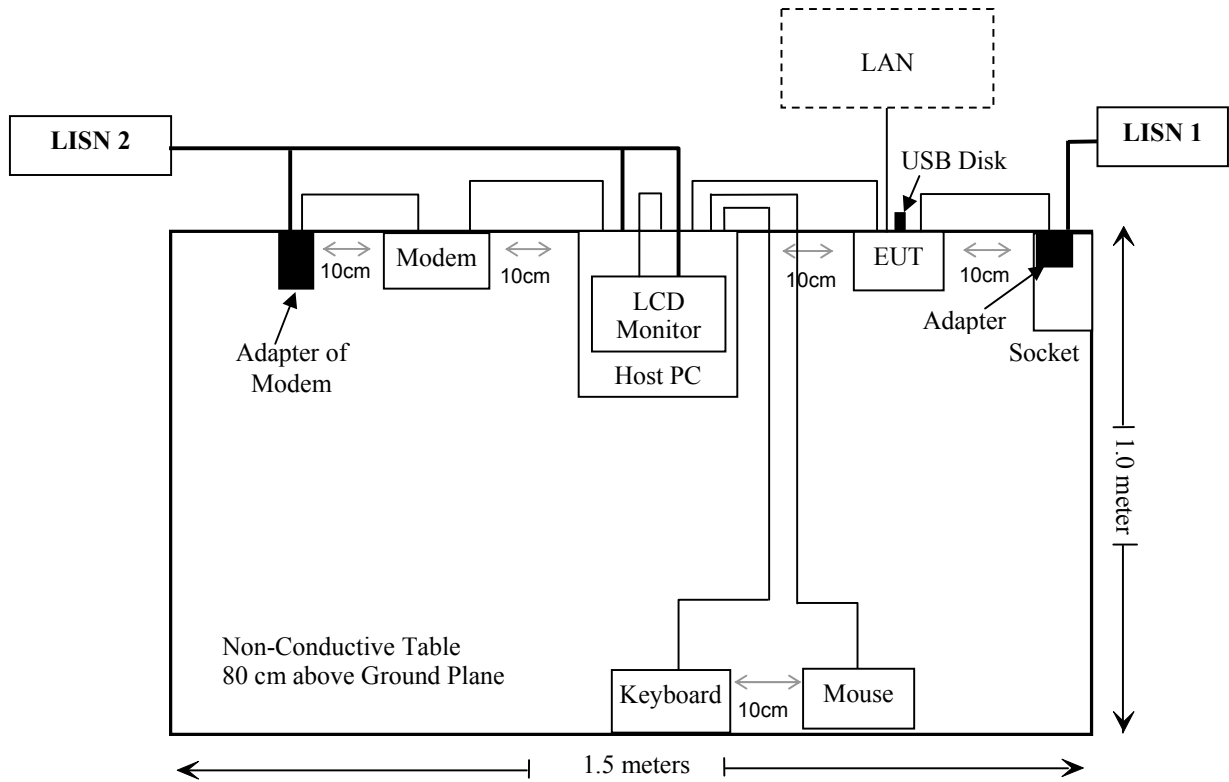 LAN
LISN 2
LISN 1
USB Disk
Modem
EUT
10cm
10cm
10cm
10cm
LCD
Monitor
Adapter
Adapter of
Modem
Socket
Host PC
1.0 meter
Non-Conductive Table
80 cm above Ground Plane
Keyboard
Mouse
10cm
1.5 meters